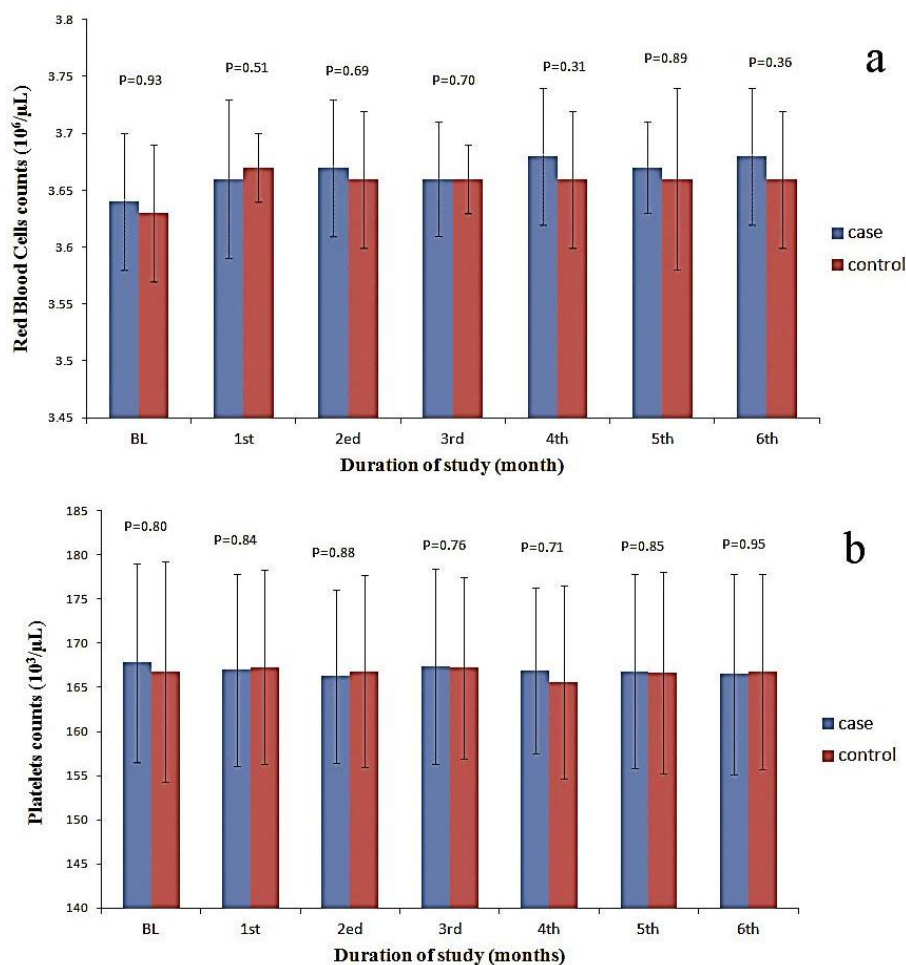 3.8
3.75
3.7
3.65
3.6
3.55
3.5
3.45
Red Blood Cells counts (10⁶/µL)
P=0.93 P=0.51 P=0.69 P=0.70 P=0.31 P=0.89 P=0.36
a
case
control
BL 1st 2ed 3rd 4th 5th 6th
Duration of study (month)
185
180
175
170
165
160
155
150
145
140
Platelets counts (10³/µL)
P=0.80 P=0.84 P=0.88 P=0.76 P=0.71 P=0.85 P=0.95
b
case
control
BL 1st 2ed 3rd 4th 5th 6th
Duration of study (months)